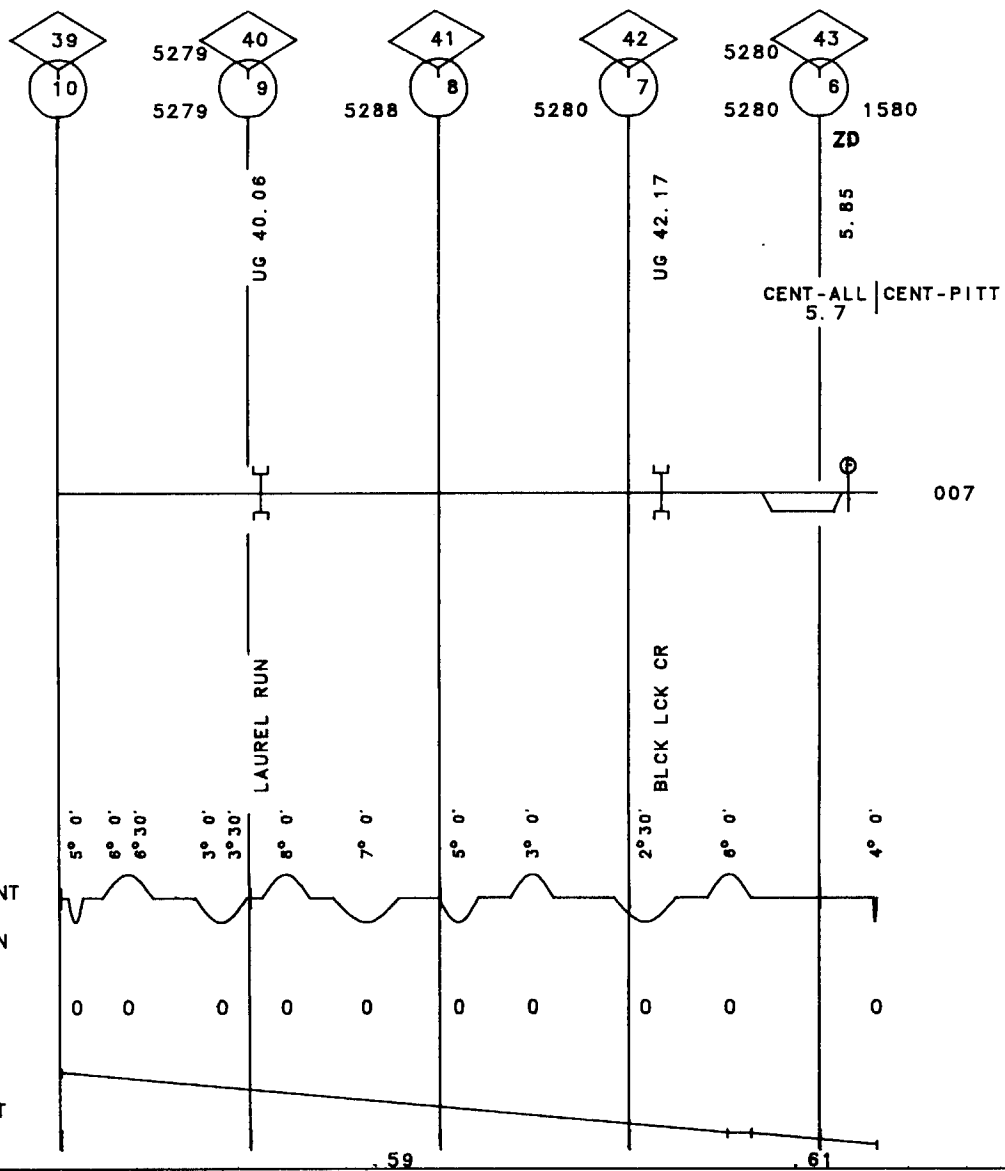 39 40 41 42 43
5279 5280
10 9 8 7 6
5279 5288 5280 5280 1580
ZD
UG 40.06
UG 42.17
5.85
CENT-ALL | CENT-PITT
5.7
007
LAUREL RUN
BLCK LCK CR
5° 0'
6° 0'
6°30'
3° 0'
3°30'
8° 0'
7° 0'
5° 0'
3° 0'
2°30'
6° 0'
4° 0'
NT
N
0 0 0 0 0 0 0 0 0 0
T
.59 .61